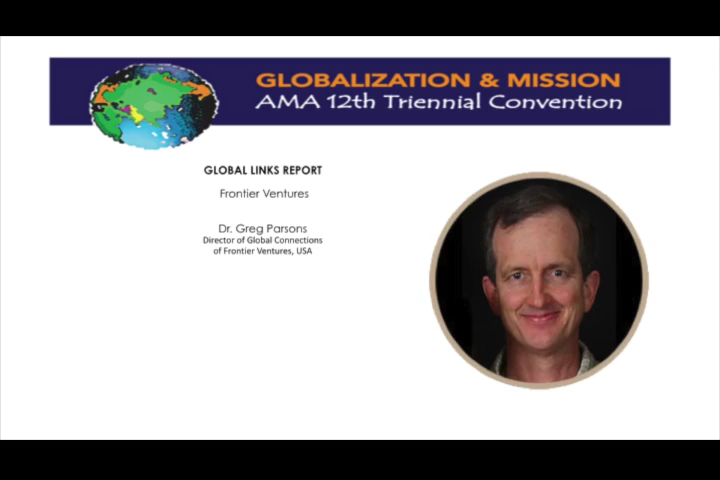 GLOBALIZATION & MISSION
AMA 12th Triennial Convention
GLOBAL LINKS REPORT
Frontier Ventures
Dr. Greg Parsons
Director of Global Connections
of Frontier Ventures, USA